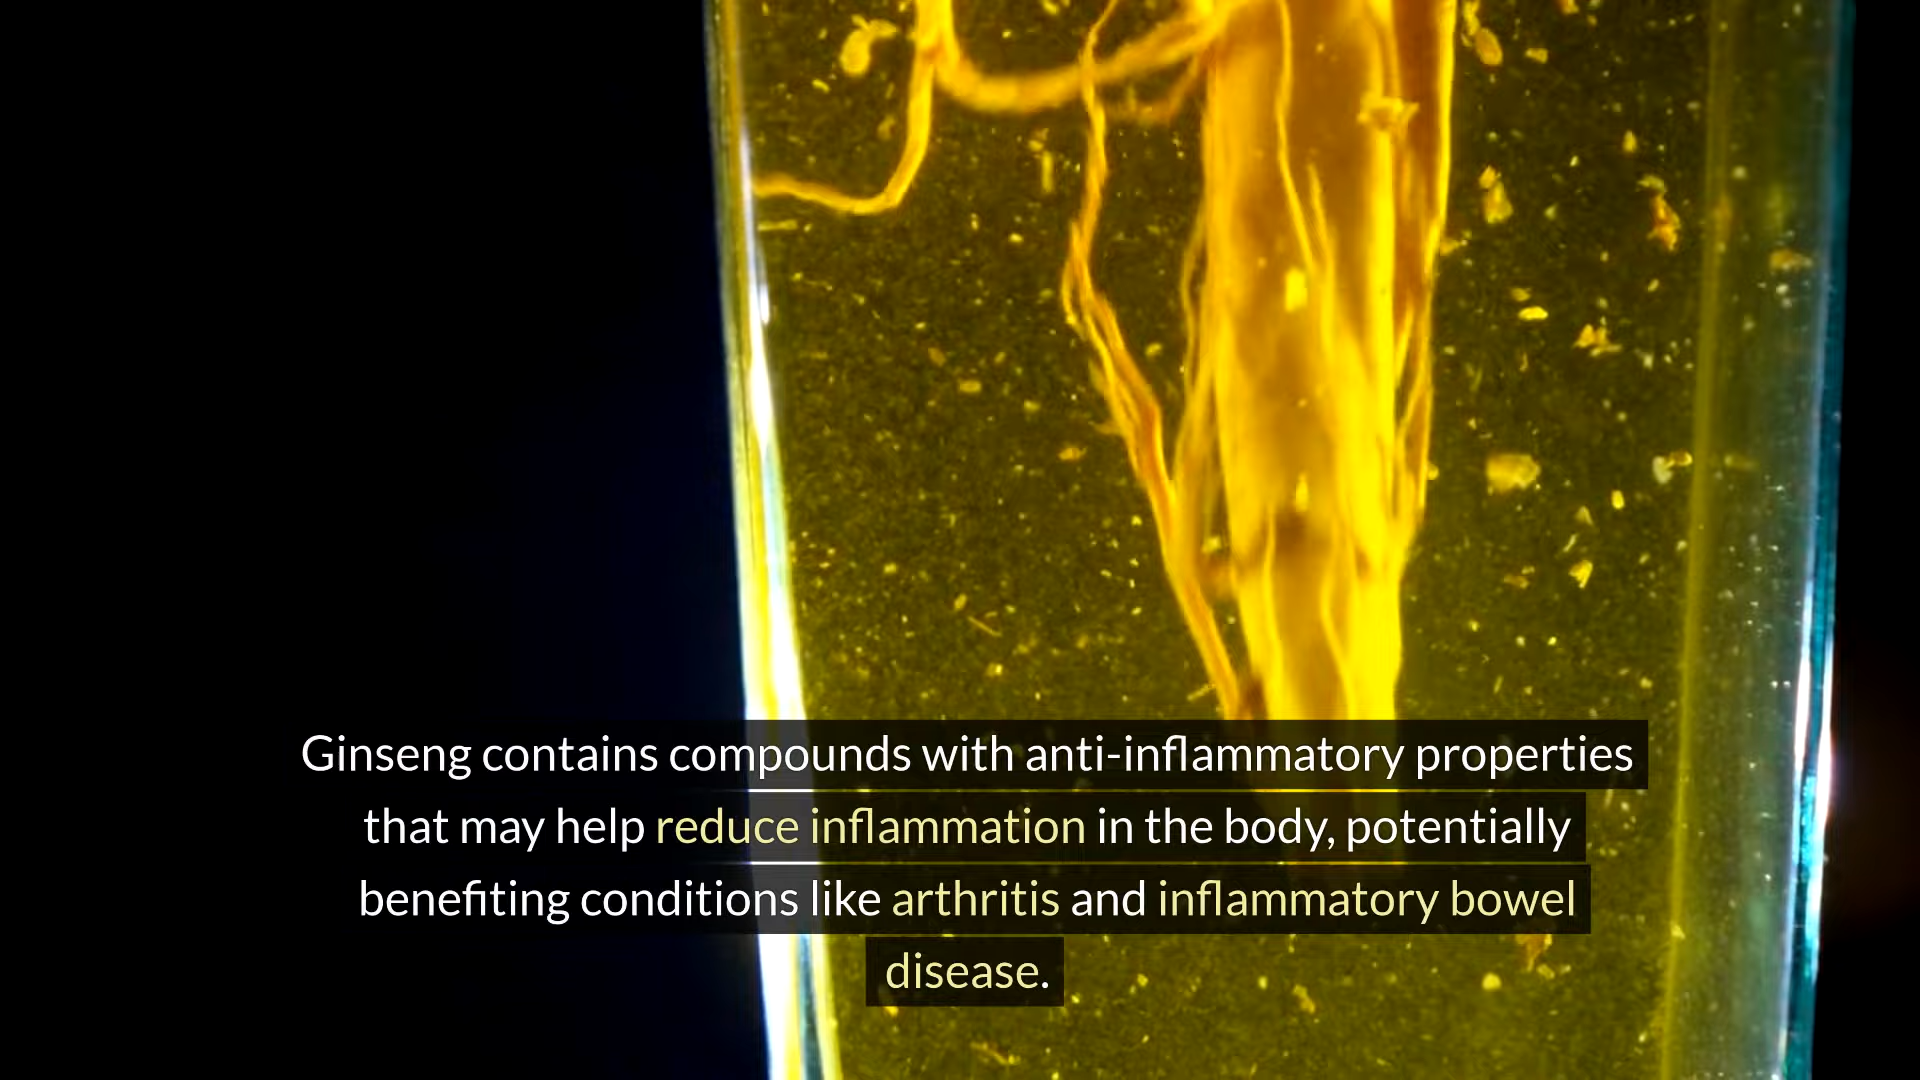 Ginseng contains compounds with anti-inflammatory properties
that may help reduce inflammation in the body, potentially
benefiting conditions like arthritis and inflammatory bowel
disease.